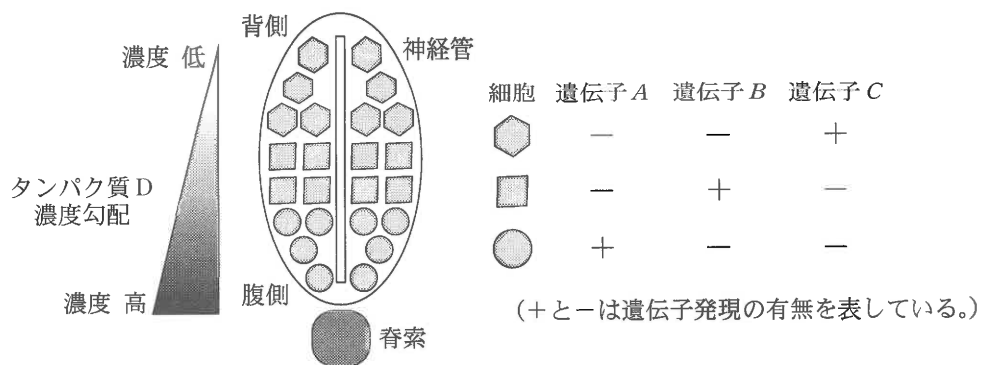 背側
濃度 低
神経管
タンパク質D
濃度勾配
濃度 高
腹側
脊索
細胞 遺伝子A 遺伝子B 遺伝子C
− − +
− + −
+ − −
(+と−は遺伝子発現の有無を表している。)